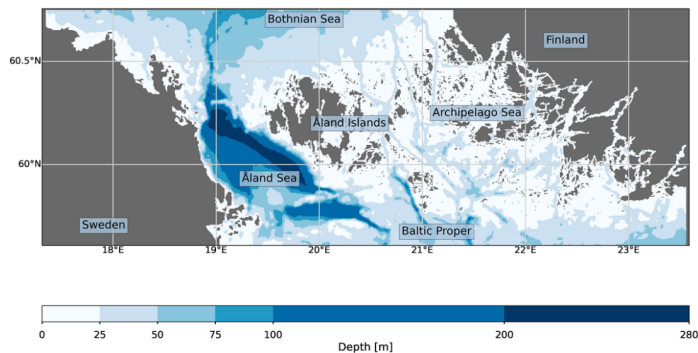 Bothnian Sea
Finland
60.5°N
Archipelago Sea
Åland Islands
60°N
Åland Sea
Sweden
Baltic Proper
18°E 19°E 20°E 21°E 22°E 23°E
0 25 50 75 100 200 280
Depth [m]